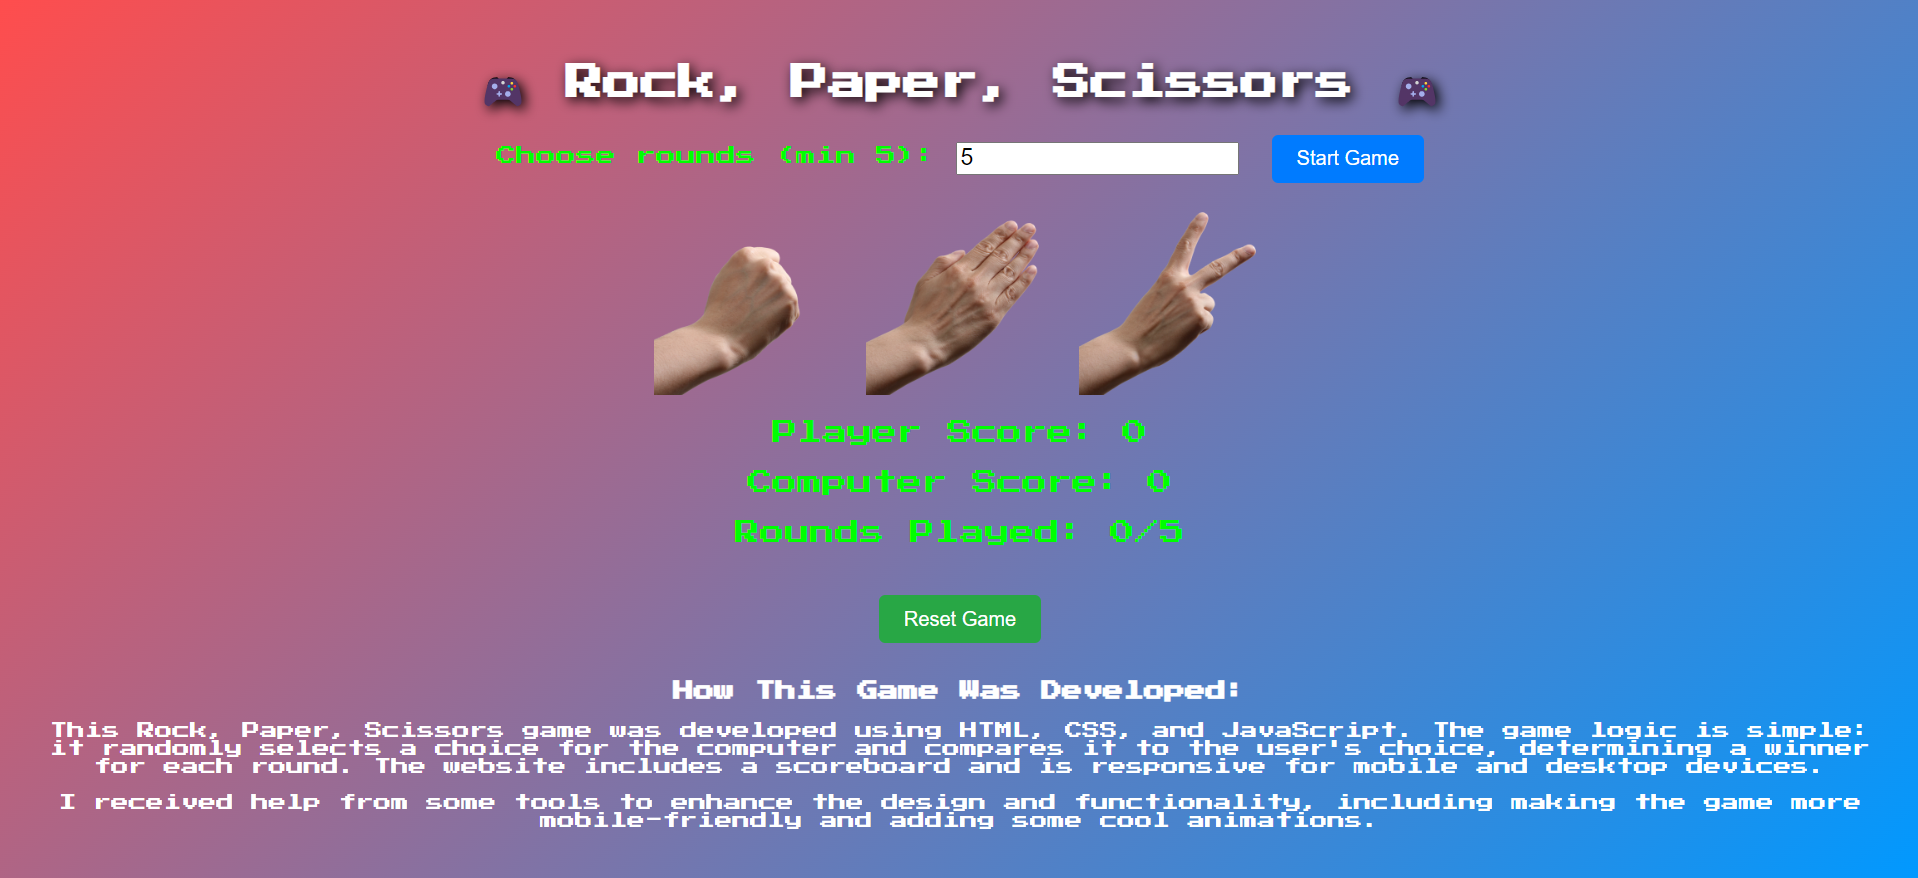 🎮 Rock, Paper, Scissors 🎮
Choose rounds (min 5): 5 Start Game
Player Score: 0
Computer Score: 0
Rounds Played: 0/5
Reset Game
How This Game Was Developed:
This Rock, Paper, Scissors game was developed using HTML, CSS, and JavaScript. The game logic is simple:
it randomly selects a choice for the computer and compares it to the user's choice, determining a winner
for each round. The website includes a scoreboard and is responsive for mobile and desktop devices.
I received help from some tools to enhance the design and functionality, including making the game more
mobile-friendly and adding some cool animations.